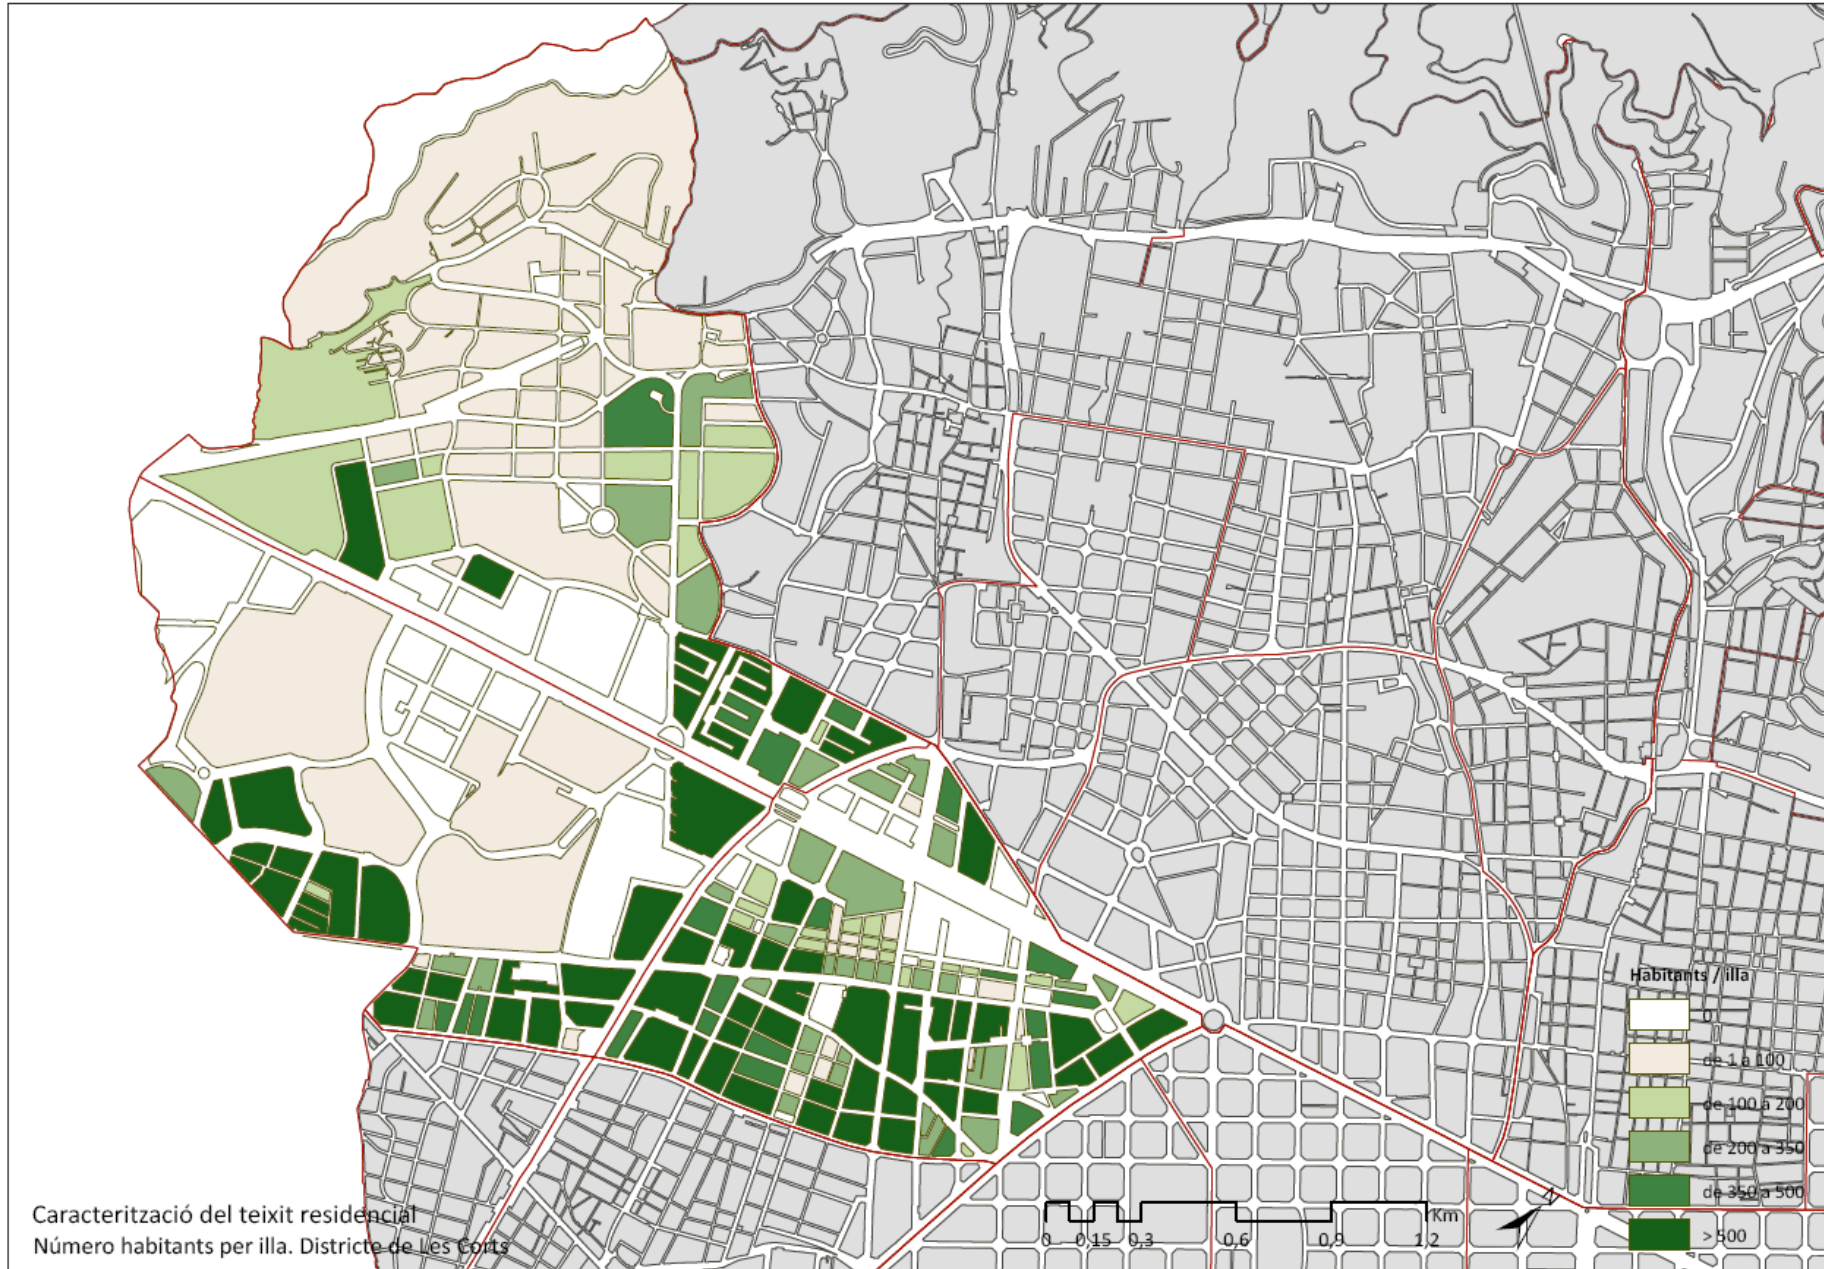 Habitants / illa
0
de 1 a 100
de 100 a 200
de 200 a 350
de 350 a 500
> 500
Caracterització del teixit residencial
Número habitants per illa. Districte de Les Corts
N
Km
0 0,15 0,3 0,6 0,9 1,2